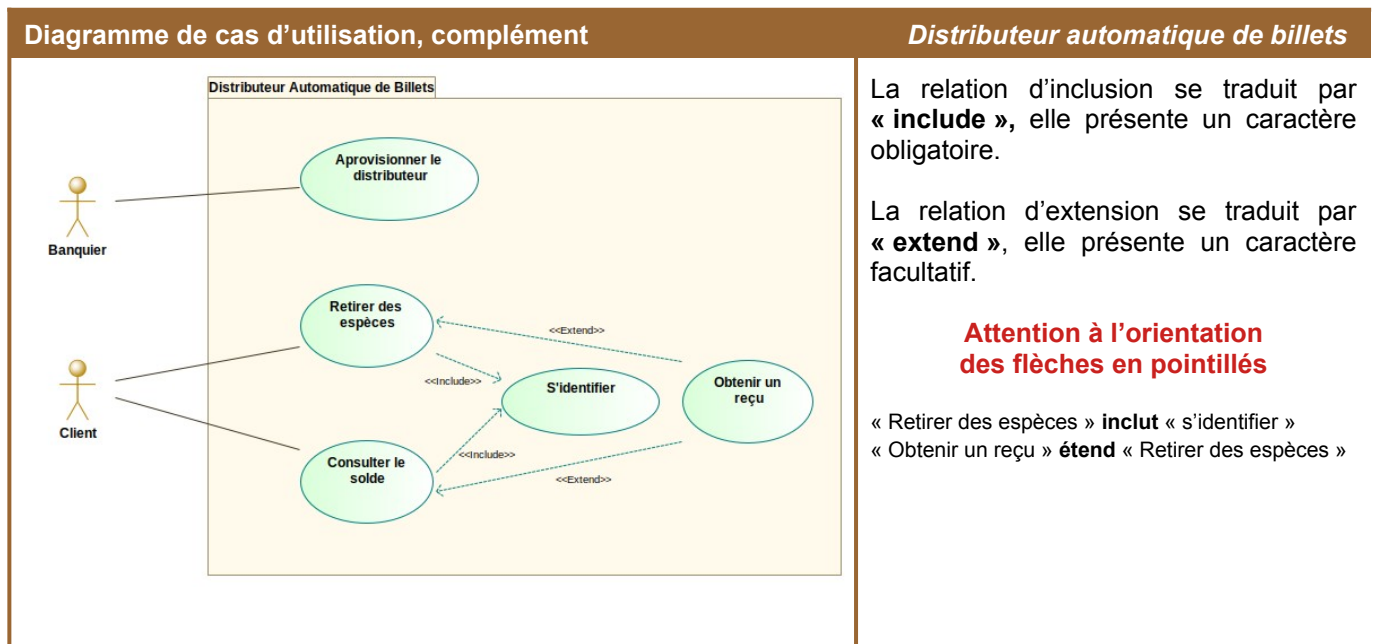 Diagramme de cas d’utilisation, complément
Distributeur automatique de billets
Distributeur Automatique de Billets
Aprovisionner le
distributeur
Banquier
Retirer des
espèces
<<Extend>>
<<Include>>
S'identifier
Obtenir un
reçu
Client
Consulter le
solde
<<Include>>
<<Extend>>
La relation d’inclusion se traduit par
« include », elle présente un caractère
obligatoire.
La relation d’extension se traduit par
« extend », elle présente un caractère
facultatif.
Attention à l’orientation
des flèches en pointillés
« Retirer des espèces » inclut « s’identifier »
« Obtenir un reçu » étend « Retirer des espèces »